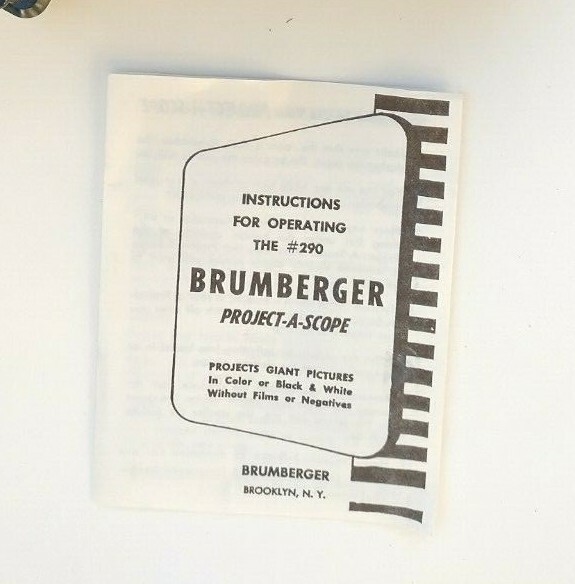 INSTRUCTIONS
FOR OPERATING
THE #290
BRUMBERGER
PROJECT-A-SCOPE
PROJECTS GIANT PICTURES
In Color or Black & White
Without Films or Negatives
BRUMBERGER
BROOKLYN, N. Y.